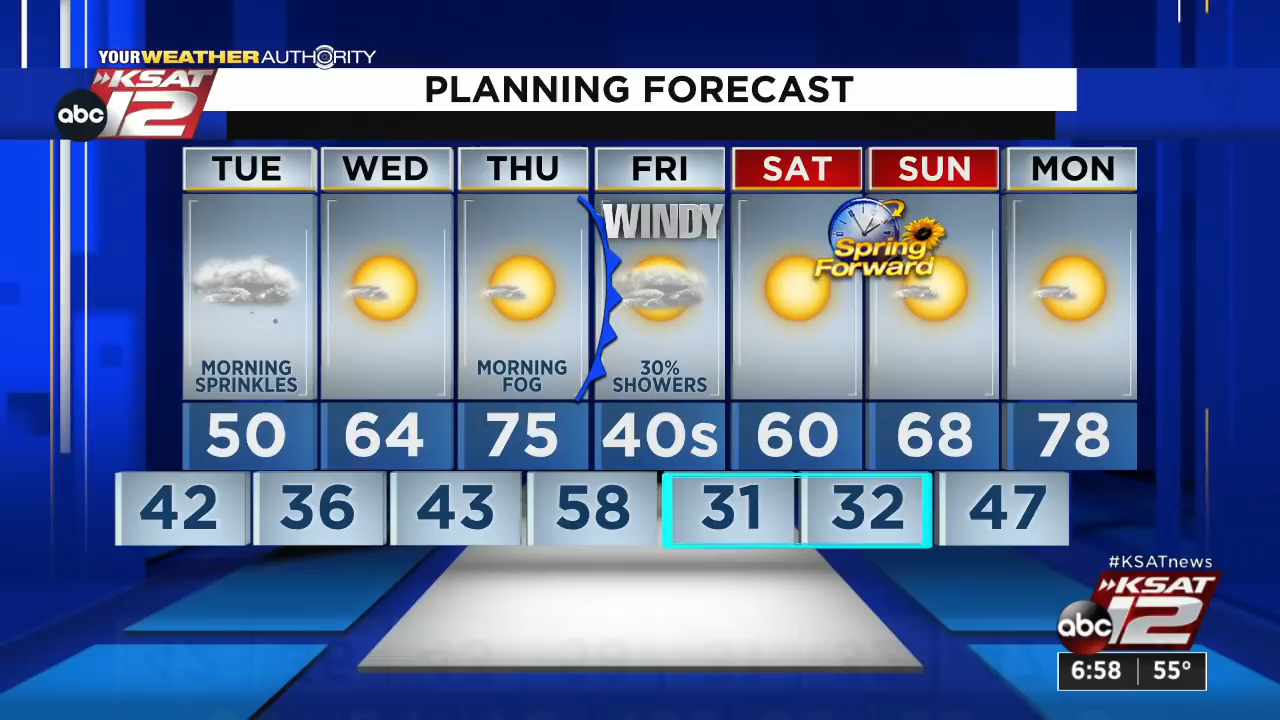 YOUR WEATHER AUTHORITY
KSAT
abc 12
PLANNING FORECAST
TUE WED THU FRI SAT SUN MON
WINDY
Spring
Forward
MORNING SPRINKLES
MORNING FOG
30% SHOWERS
50 64 75 40s 60 68 78
42 36 43 58 31 32 47
#KSATnews
KSAT
abc 12
6:58 55°